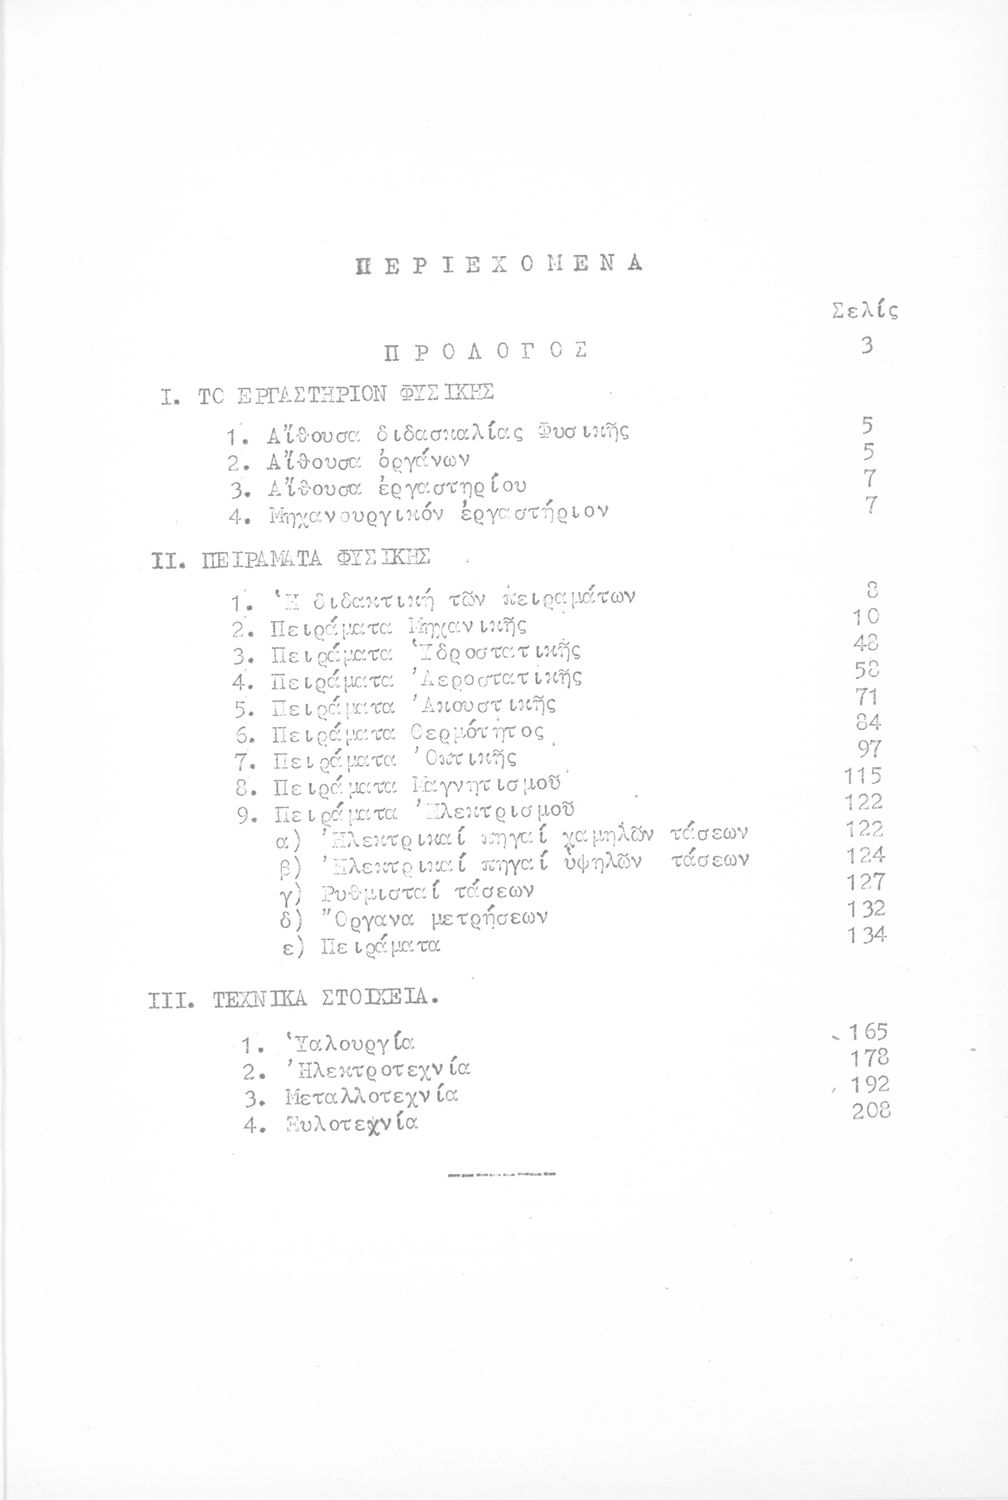 ΠΕΡΙΕΧΟΜΕΝΑ
Σελίς
ΠΡΟΛΟΓΟΣ 3
I. ΤΟ ΕΡΓΑΣΤΗΡΙΟΝ ΦΥΣΙΚΗΣ
1. Αἴθουσα διδασκαλίας Φυσικῆς 5
2. Αἴθουσα ὀργάνων 5
3. Αἴθουσα ἐργαστηρίου 7
4. Μηχανουργικόν ἐργαστήριον 7
II. ΠΕΙΡΑΜΑΤΑ ΦΥΣΙΚΗΣ
1. Ἡ διδακτική τῶν πειραμάτων 8
2. Πειράματα Μηχανικῆς 10
3. Πειράματα Ὑδροστατικῆς 48
4. Πειράματα Ἀεροστατικῆς 58
5. Πειράματα Ἀκουστικῆς 71
6. Πειράματα Θερμότητος 84
7. Πειράματα Ὀπτικῆς 97
8. Πειράματα Μαγνητισμοῦ 115
9. Πειράματα Ἠλεκτρισμοῦ 122
α) Ἠλεκτρικαί πηγαί χαμηλῶν τάσεων 122
β) Ἠλεκτρικαί πηγαί ὑψηλῶν τάσεων 124
γ) Ρυθμισταί τάσεων 127
δ) Ὄργανα μετρήσεων 132
ε) Πειράματα 134
III. ΤΕΧΝΙΚΑ ΣΤΟΙΧΕΙΑ.
1. Ὑαλουργία 165
2. Ἠλεκτροτεχνία 178
3. Μεταλλοτεχνία 192
4. Ξυλοτεχνία 208